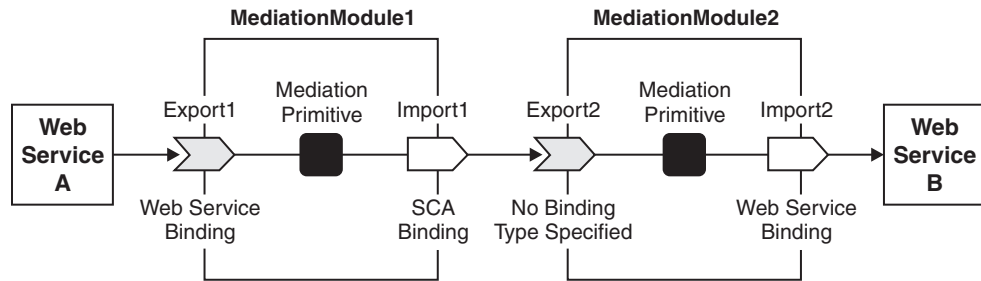 MediationModule1
MediationModule2
Web
Service
A
Export1
Mediation
Primitive
Import1
Web Service
Binding
SCA
Binding
Export2
Mediation
Primitive
Import2
No Binding
Type Specified
Web Service
Binding
Web
Service
B